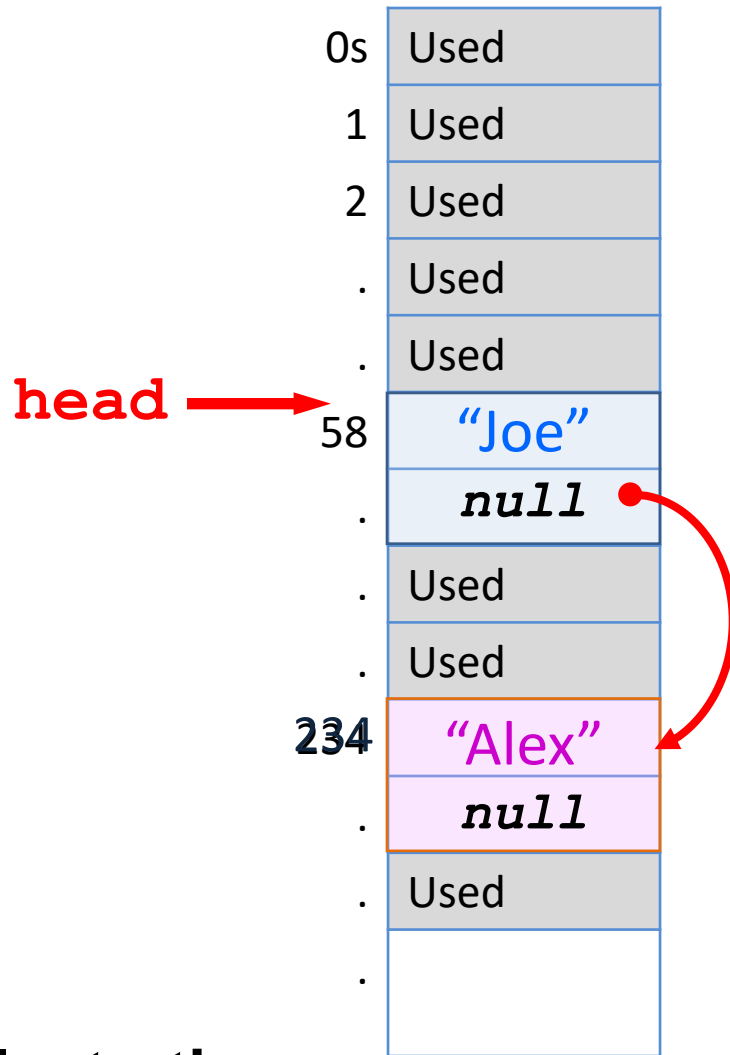 0s Used
1 Used
2 Used
. Used
. Used
head
58 “Joe”
. null
. Used
. Used
234 “Alex”
. null
. Used
.